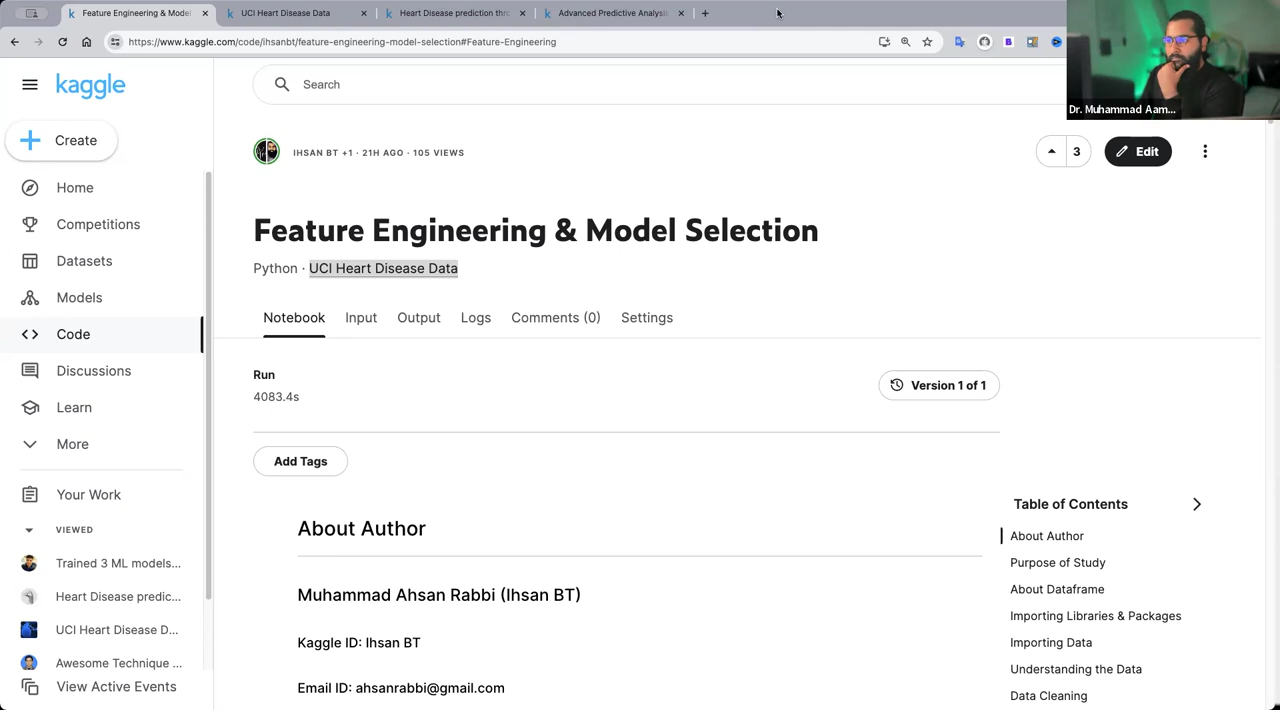 Feature Engineering & Model
UCI Heart Disease Data
Heart Disease prediction thro
Advanced Predictive Analysis
https://www.kaggle.com/code/ihsanbt/feature-engineering-model-selection#Feature-Engineering
Dr. Muhammad Aam...
kaggle
Search
Create
Home
Competitions
Datasets
Models
Code
Discussions
Learn
More
Your Work
VIEWED
Trained 3 ML models...
Heart Disease predic...
UCI Heart Disease D...
Awesome Technique ...
View Active Events
IHSAN BT +1 · 21H AGO · 105 VIEWS
3
Edit
Feature Engineering & Model Selection
Python · UCI Heart Disease Data
Notebook
Input
Output
Logs
Comments (0)
Settings
Run
4083.4s
Version 1 of 1
Add Tags
About Author
Muhammad Ahsan Rabbi (Ihsan BT)
Kaggle ID: Ihsan BT
Email ID: ahsanrabbi@gmail.com
Table of Contents
About Author
Purpose of Study
About Dataframe
Importing Libraries & Packages
Importing Data
Understanding the Data
Data Cleaning